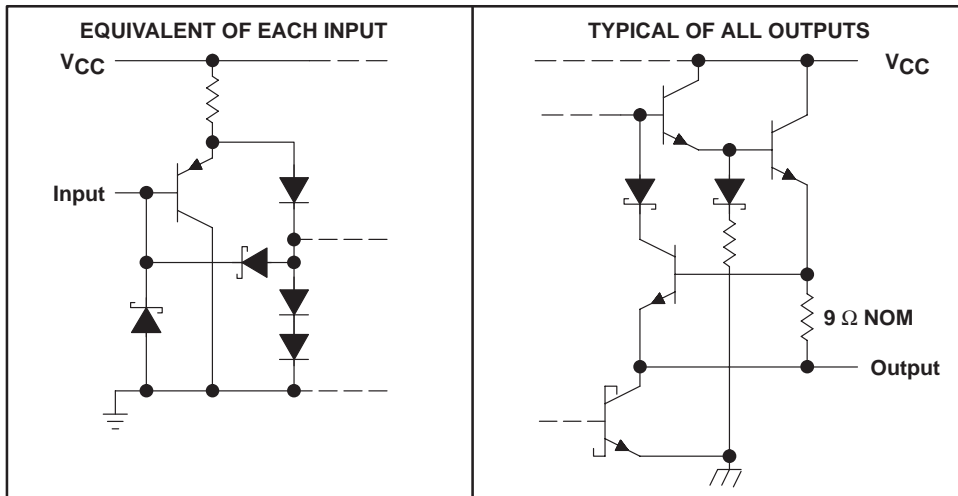 EQUIVALENT OF EACH INPUT
VCC
Input
TYPICAL OF ALL OUTPUTS
VCC
9 Ω NOM
Output